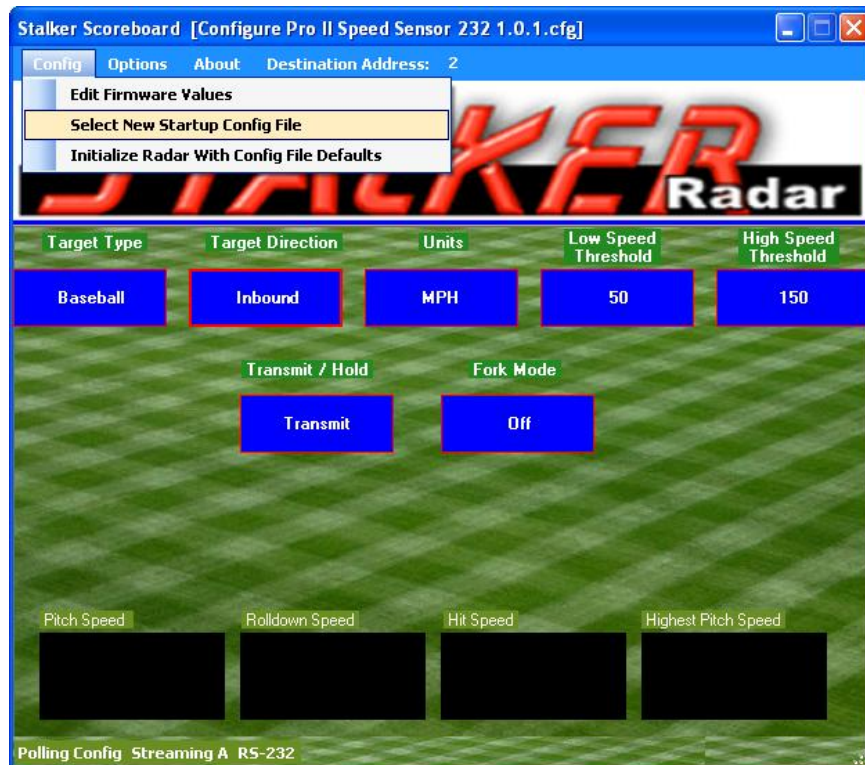 Stalker Scoreboard [Configure Pro II Speed Sensor 232 1.0.1.cfg]
Config Options About Destination Address: 2
Edit Firmware Values
Select New Startup Config File
Initialize Radar With Config File Defaults
STALKER
Radar
Target Type Target Direction Units Low Speed Threshold High Speed Threshold
Baseball Inbound MPH 50 150
Transmit / Hold Fork Mode
Transmit Off
Pitch Speed Rolldown Speed Hit Speed Highest Pitch Speed
Polling Config Streaming A RS-232